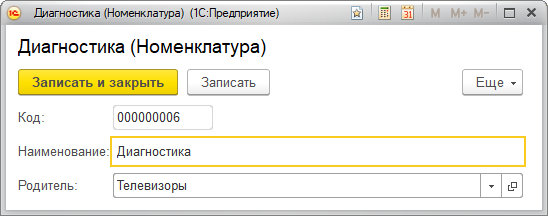 Диагностика (Номенклатура) (1С:Предприятие)
M M+ M-
Диагностика (Номенклатура)
Записать и закрыть Записать Еще
Код: 000000006
Наименование: Диагностика
Родитель: Телевизоры